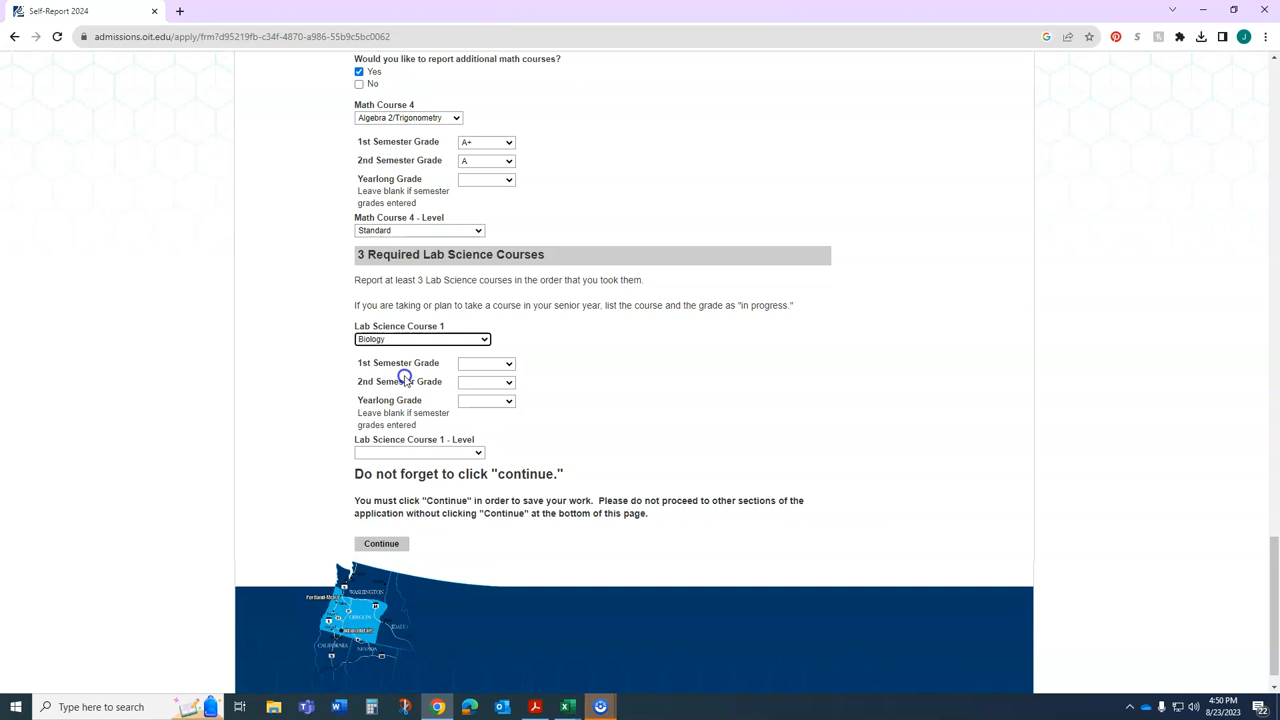 Self-Report 2024
admissions.oit.edu/apply/frm?d95219fb-c34f-4870-a986-55b9c5bc0062
Would you like to report additional math courses?
Yes
No
Math Course 4
Algebra 2/Trigonometry
1st Semester Grade A+
2nd Semester Grade A
Yearlong Grade
Leave blank if semester
grades entered
Math Course 4 - Level
Standard
3 Required Lab Science Courses
Report at least 3 Lab Science courses in the order that you took them.
If you are taking or plan to take a course in your senior year, list the course and the grade as "in progress."
Lab Science Course 1
Biology
1st Semester Grade
2nd Semester Grade
Yearlong Grade
Leave blank if semester
grades entered
Lab Science Course 1 - Level
Do not forget to click "continue."
You must click "Continue" in order to save your work. Please do not proceed to other sections of the
application without clicking "Continue" at the bottom of this page.
Continue
WASHINGTON
OREGON
IDAHO
CALIFORNIA
NEVADA
Type here to search
4:50 PM
8/23/2023
22